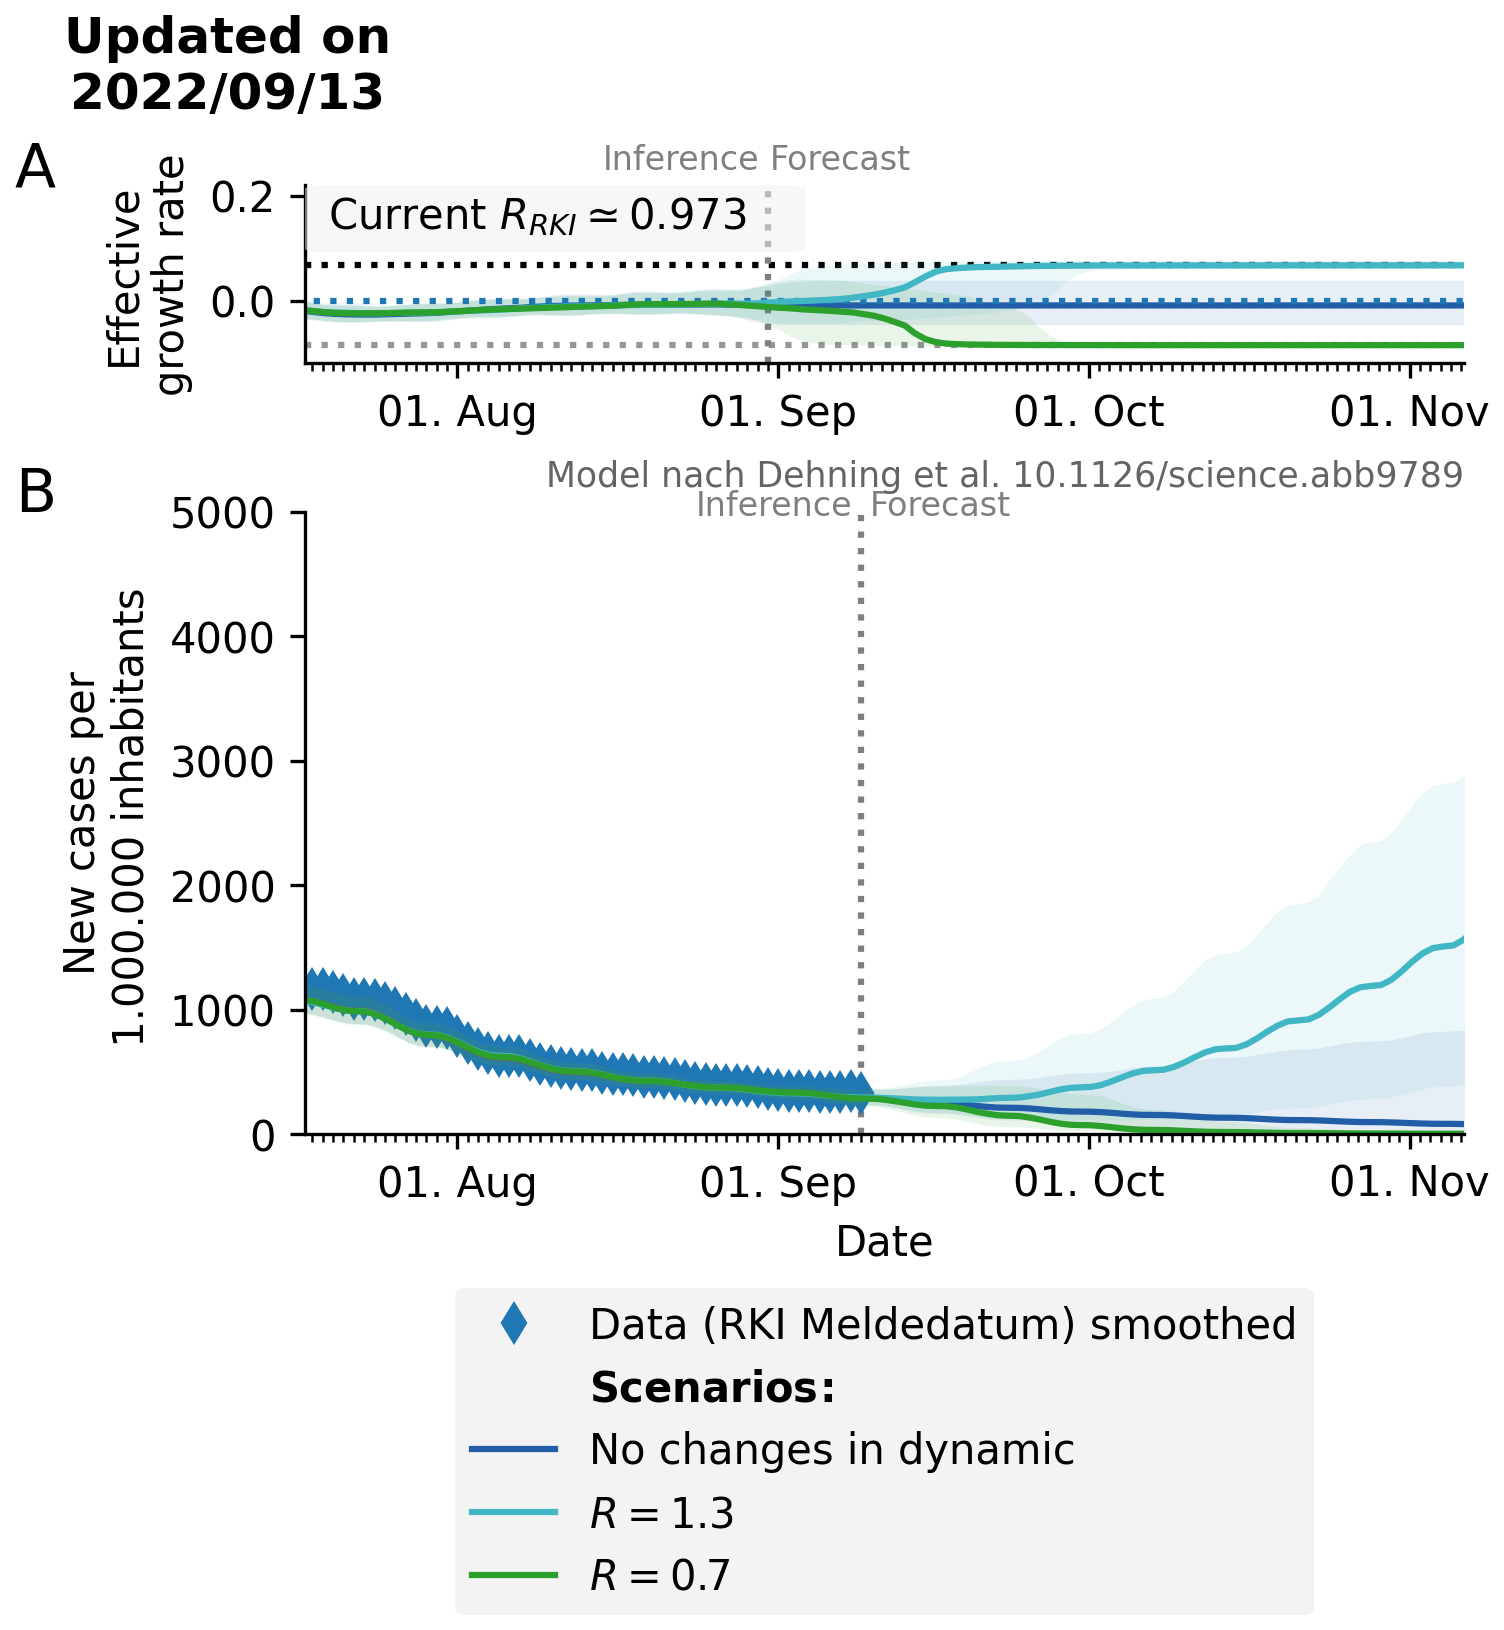 Updated on
2022/09/13
A
Inference Forecast
Effective
growth rate
0.2
0.0
Current R_RKI ≃ 0.973
01. Aug 01. Sep 01. Oct 01. Nov
B
Model nach Dehning et al. 10.1126/science.abb9789
Inference Forecast
New cases per
1.000.000 inhabitants
5000
4000
3000
2000
1000
0
01. Aug 01. Sep 01. Oct 01. Nov
Date
Data (RKI Meldedatum) smoothed
Scenarios:
No changes in dynamic
R = 1.3
R = 0.7